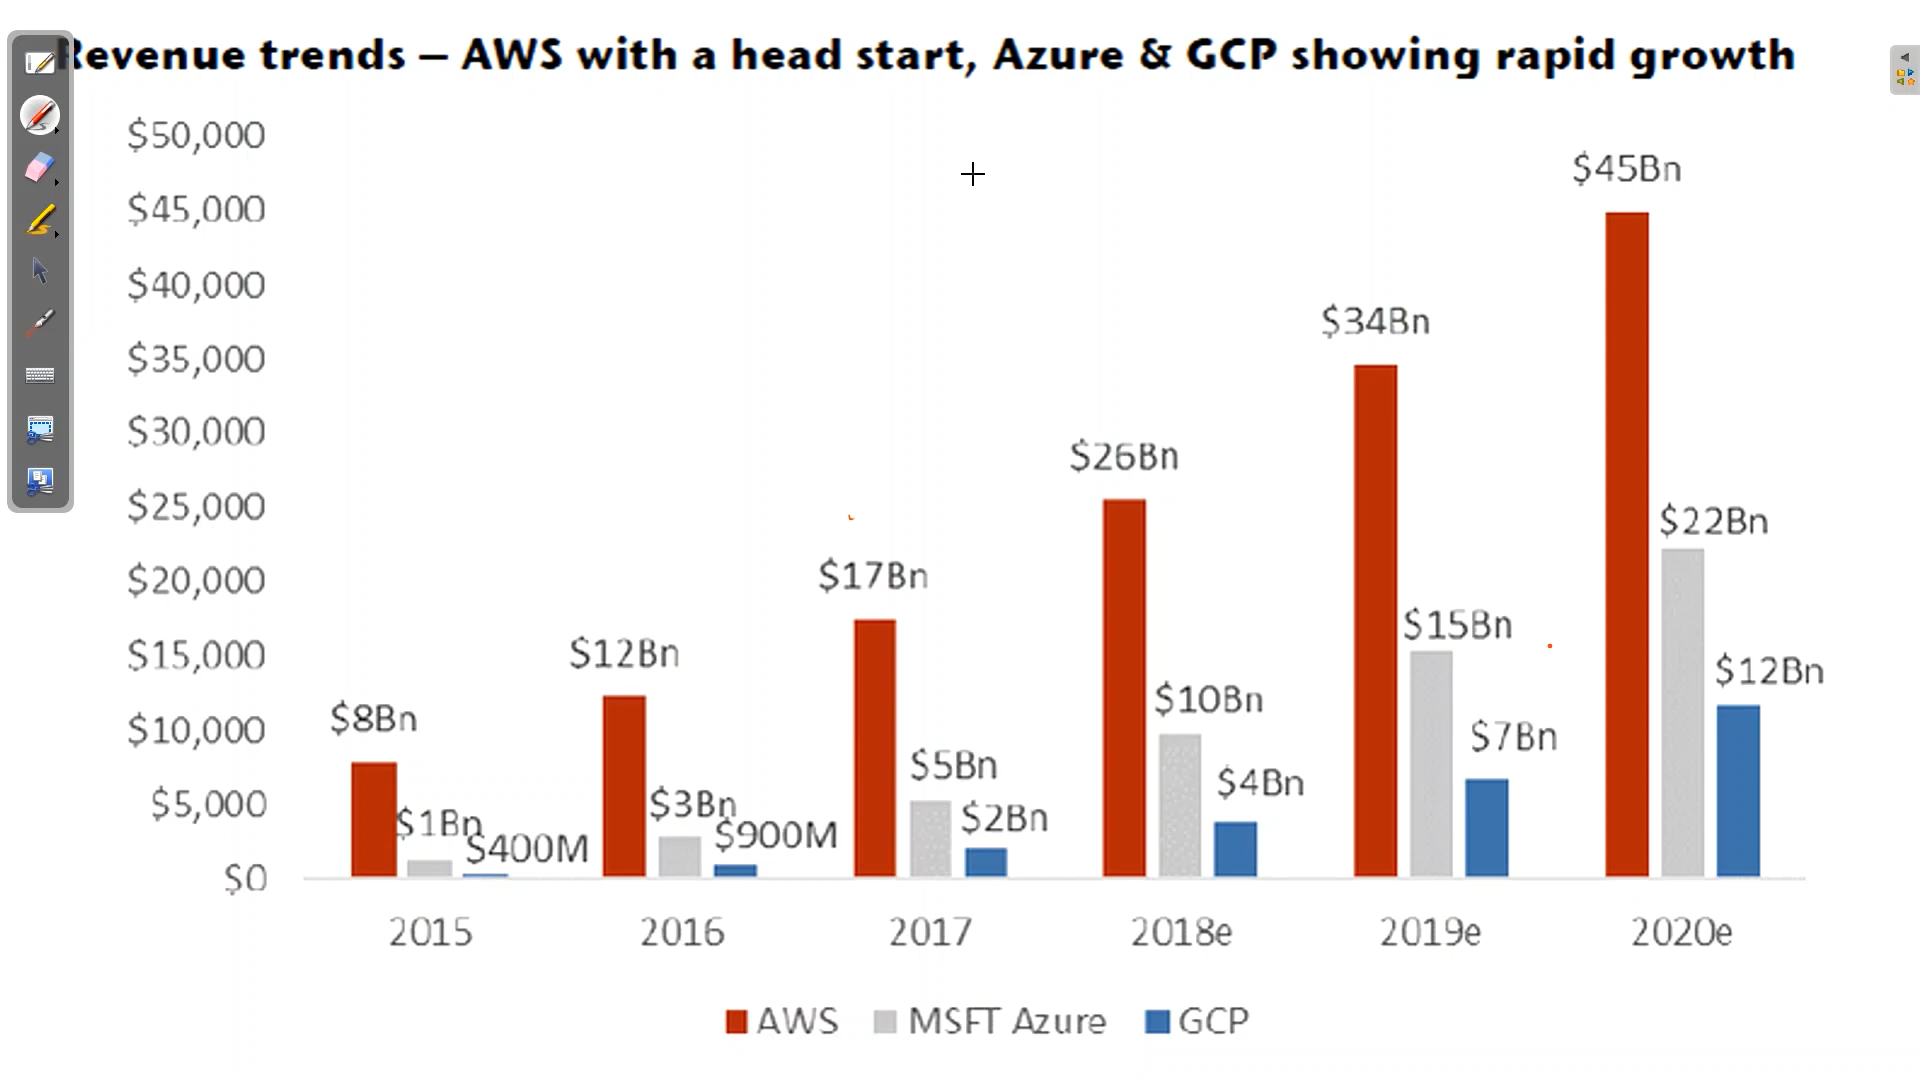 Revenue trends – AWS with a head start, Azure & GCP showing rapid growth
$50,000
$45,000
$40,000
$35,000
$30,000
$25,000
$20,000
$15,000
$10,000
$5,000
$0
$8Bn
$1Bn
$400M
$12Bn
$3Bn
$900M
$17Bn
$5Bn
$2Bn
$26Bn
$10Bn
$4Bn
$34Bn
$15Bn
$7Bn
$45Bn
$22Bn
$12Bn
2015 2016 2017 2018e 2019e 2020e
AWS MSFT Azure GCP